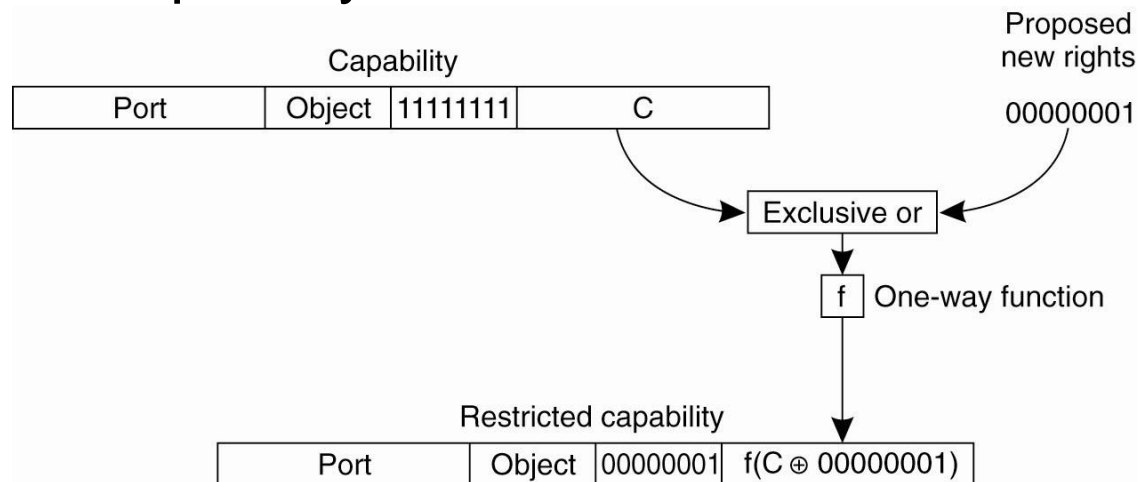 Proposed
new rights
Capability
Port Object 11111111 C
00000001
Exclusive or
f One-way function
Restricted capability
Port Object 00000001 f(C ⊕ 00000001)